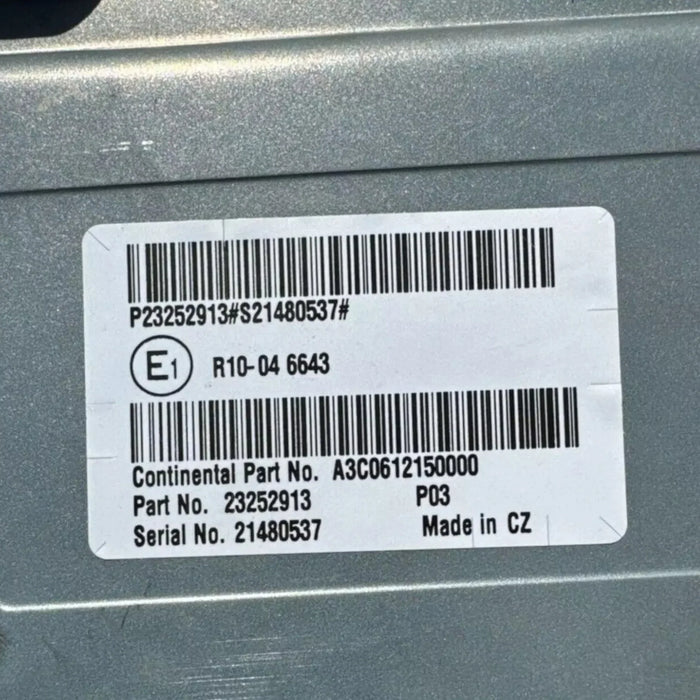 P23252913#S21480537#
E1 R10-04 6643
Continental Part No. A3C0612150000
Part No. 23252913 P03
Serial No. 21480537 Made in CZ